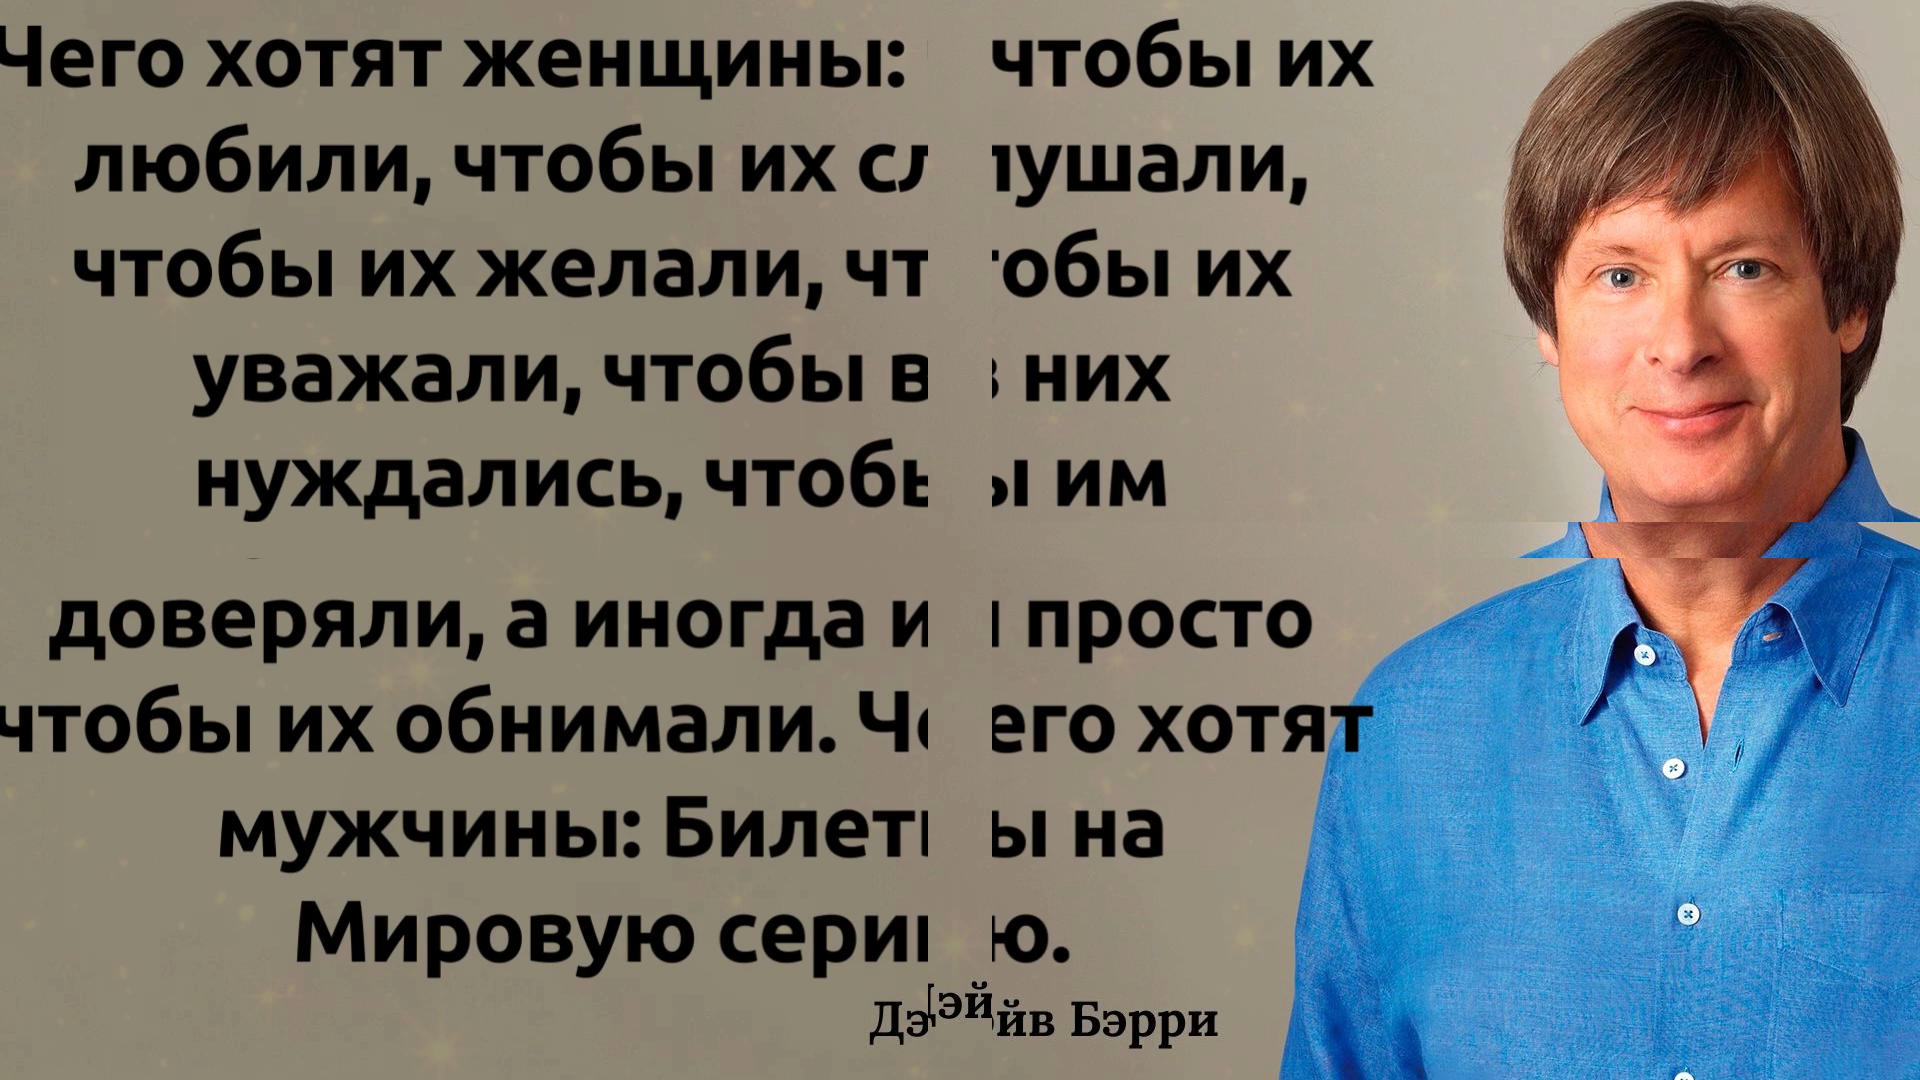 Чего хотят женщины: чтобы их
любили, чтобы их слушали,
чтобы их желали, чтобы их
уважали, чтобы в них
нуждались, чтобы им
доверяли, а иногда и просто
чтобы их обнимали. Чего хотят
мужчины: Билеты на
Мировую серию.
Дэйв Бэрри